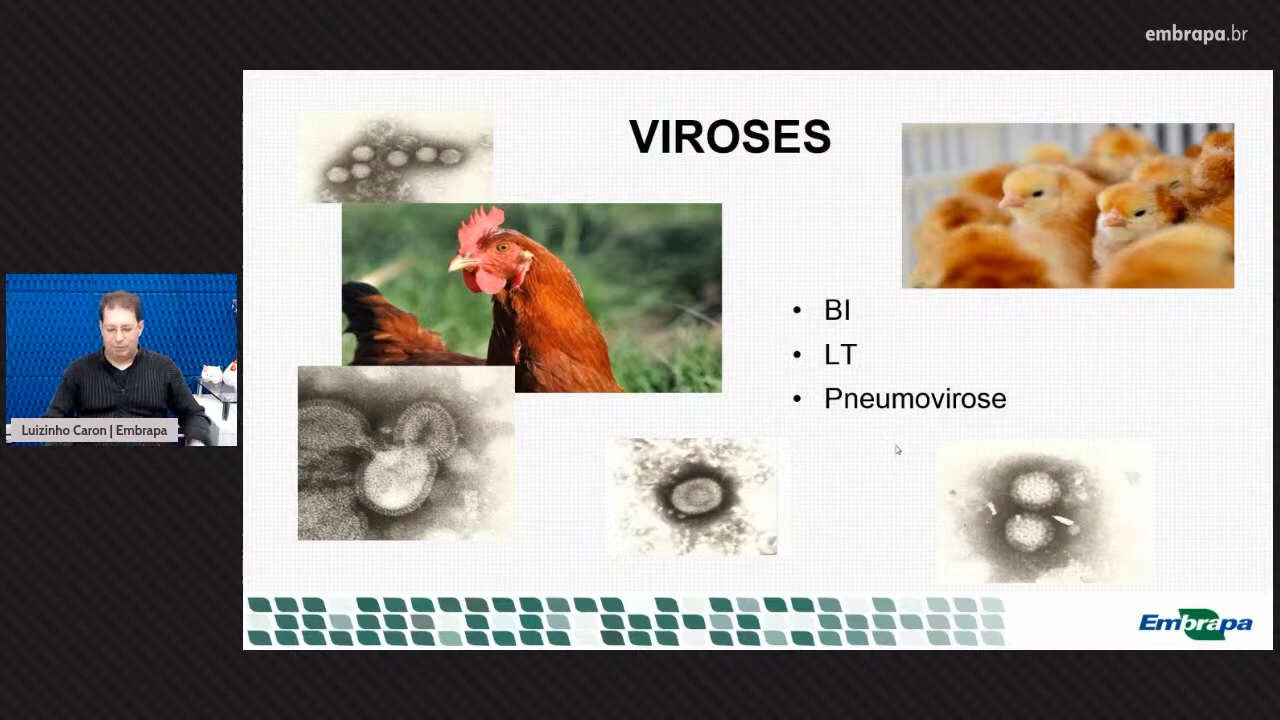 embrapa.br
VIROSES
• BI
• LT
• Pneumovirose
Luizinho Caron | Embrapa
Embrapa